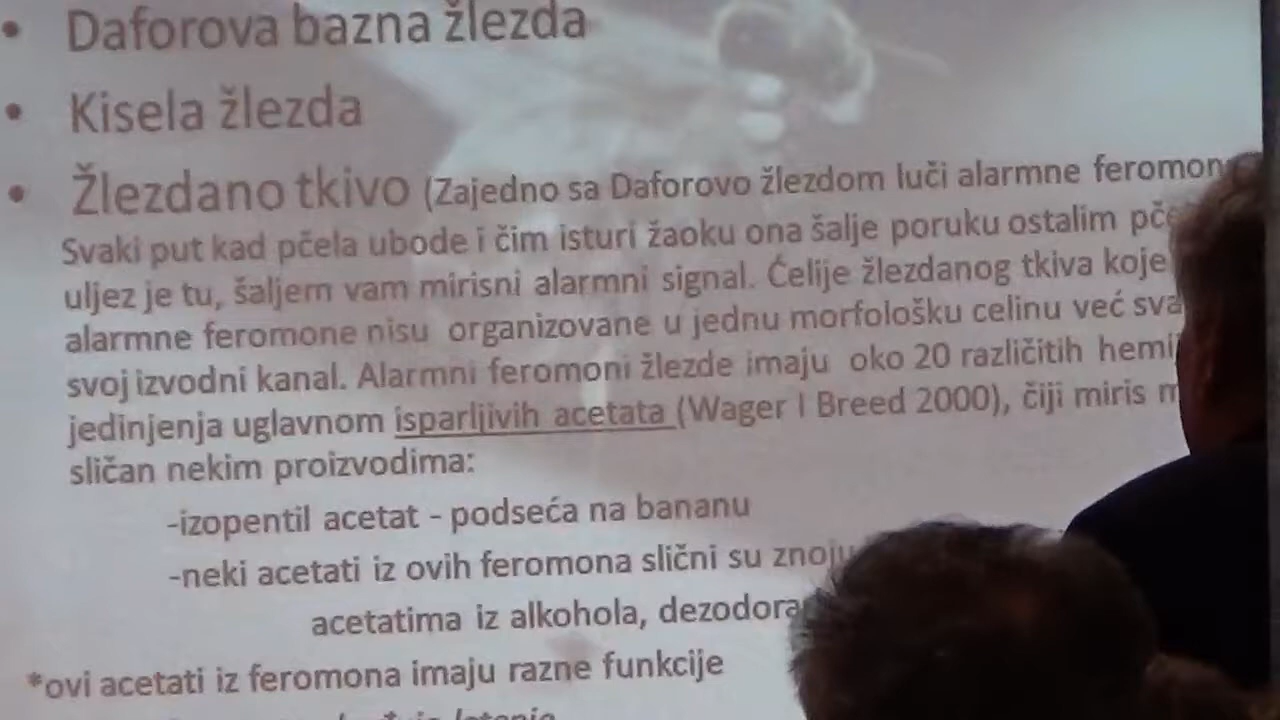 • Daforova bazna žlezda
• Kisela žlezda
• Žlezdano tkivo (Zajedno sa Daforovo žlezdom luči alarmne feromon
Svaki put kad pčela ubode i čim isturi žaoku ona šalje poruku ostalim
uljez je tu, šaljem vam mirisni alarmni signal. Ćelije žlezdanog tkiva koje
alarmne feromone nisu organizovane u jednu morfološku celinu već
svoj izvodni kanal. Alarmni feromoni žlezde imaju oko 20 različitih
jedinjenja uglavnom isparljivih acetata (Wager I Breed 2000), čiji miris
sličan nekim proizvodima:
-izopentil acetat - podseća na bananu
-neki acetati iz ovih feromona slični su znoju
acetatima iz alkohola,
*ovi acetati iz feromona imaju razne funkcije
letenje